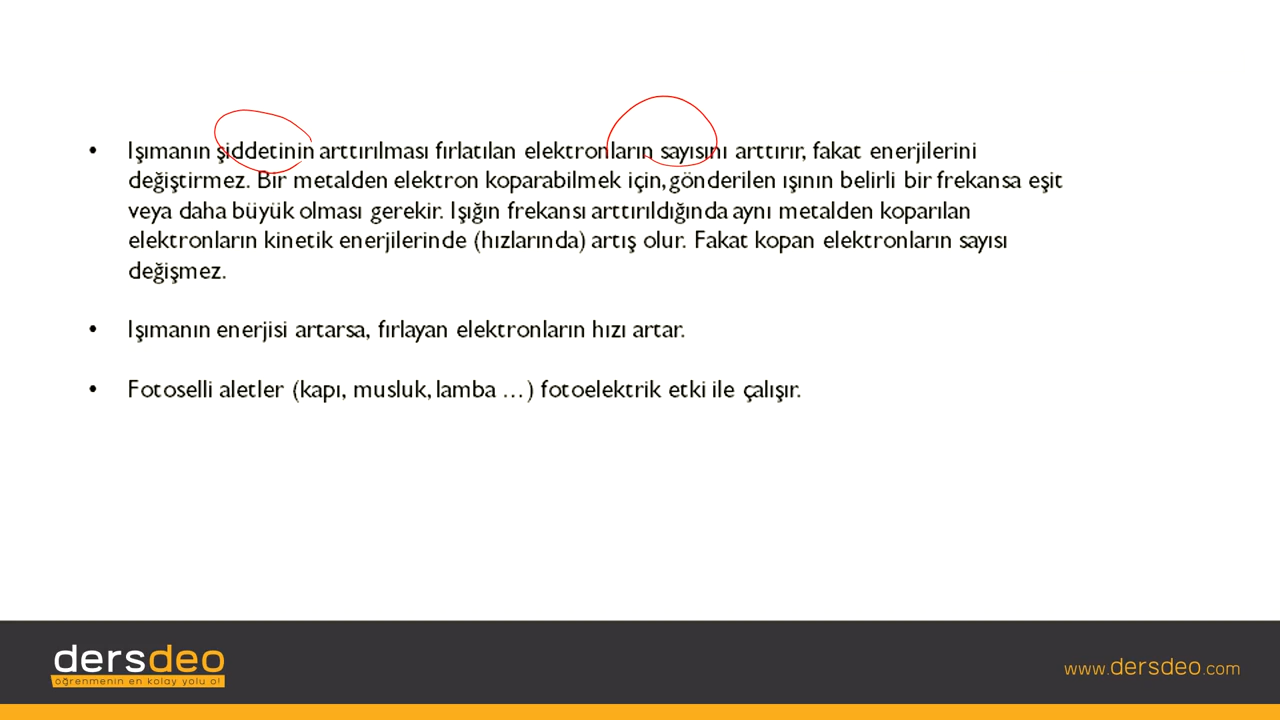 • Işımanın şiddetinin arttırılması fırlatılan elektronların sayısını arttırır, fakat enerjilerini
değiştirmez. Bir metalden elektron koparabilmek için, gönderilen ışının belirli bir frekansa eşit
veya daha büyük olması gerekir. Işığın frekansı arttırıldığında aynı metalden koparılan
elektronların kinetik enerjilerinde (hızlarında) artış olur. Fakat kopan elektronların sayısı
değişmez.
• Işımanın enerjisi artarsa, fırlayan elektronların hızı artar.
• Fotoselli aletler (kapı, musluk, lamba …) fotoelektrik etki ile çalışır.
dersdeo
öğrenmenin en kolay yolu o!
www.dersdeo.com